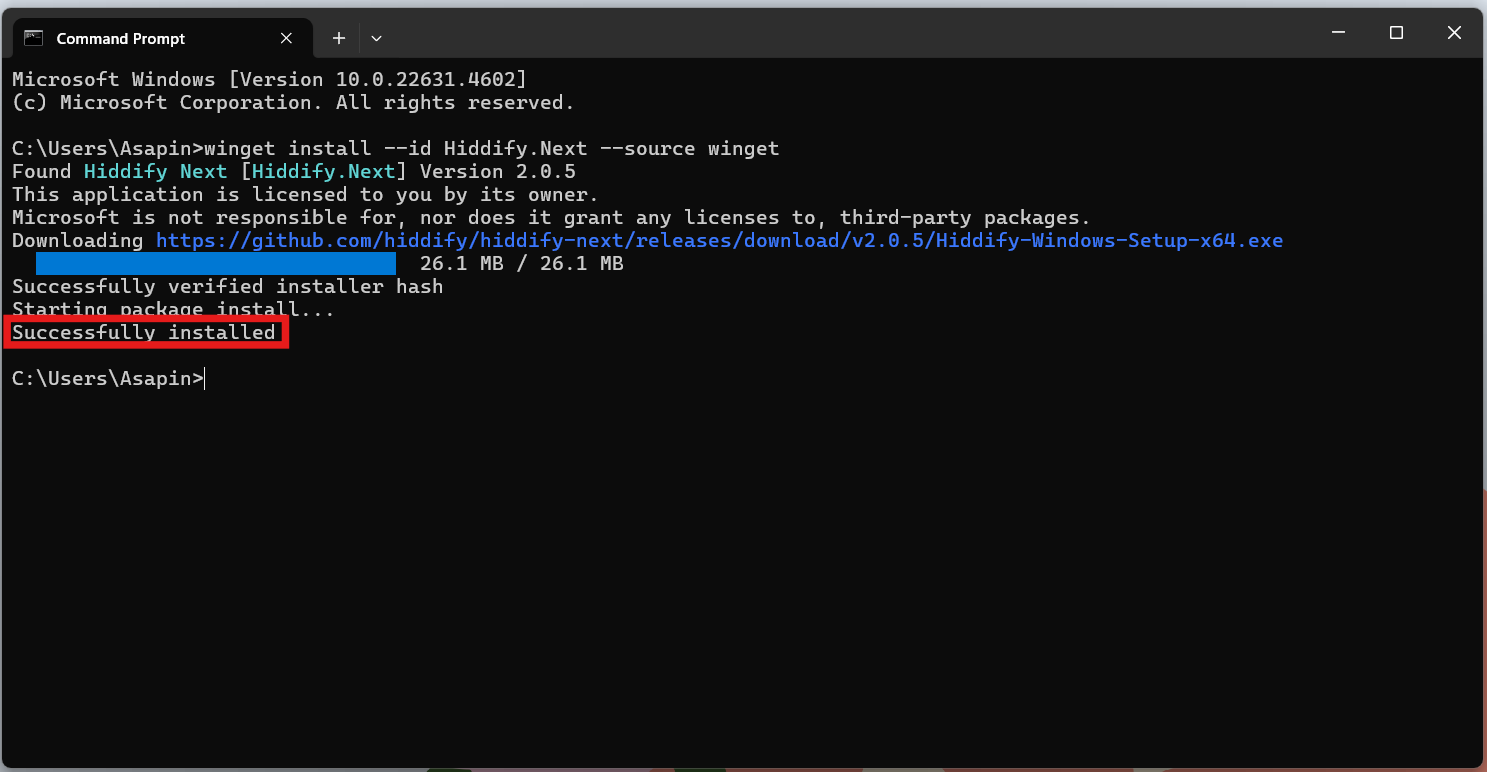 Command Prompt
Microsoft Windows [Version 10.0.22631.4602]
(c) Microsoft Corporation. All rights reserved.
C:\Users\Asapin>winget install --id Hiddify.Next --source winget
Found Hiddify Next [Hiddify.Next] Version 2.0.5
This application is licensed to you by its owner.
Microsoft is not responsible for, nor does it grant any licenses to, third-party packages.
Downloading https://github.com/hiddify/hiddify-next/releases/download/v2.0.5/Hiddify-Windows-Setup-x64.exe
26.1 MB / 26.1 MB
Successfully verified installer hash
Starting package install...
Successfully installed
C:\Users\Asapin>